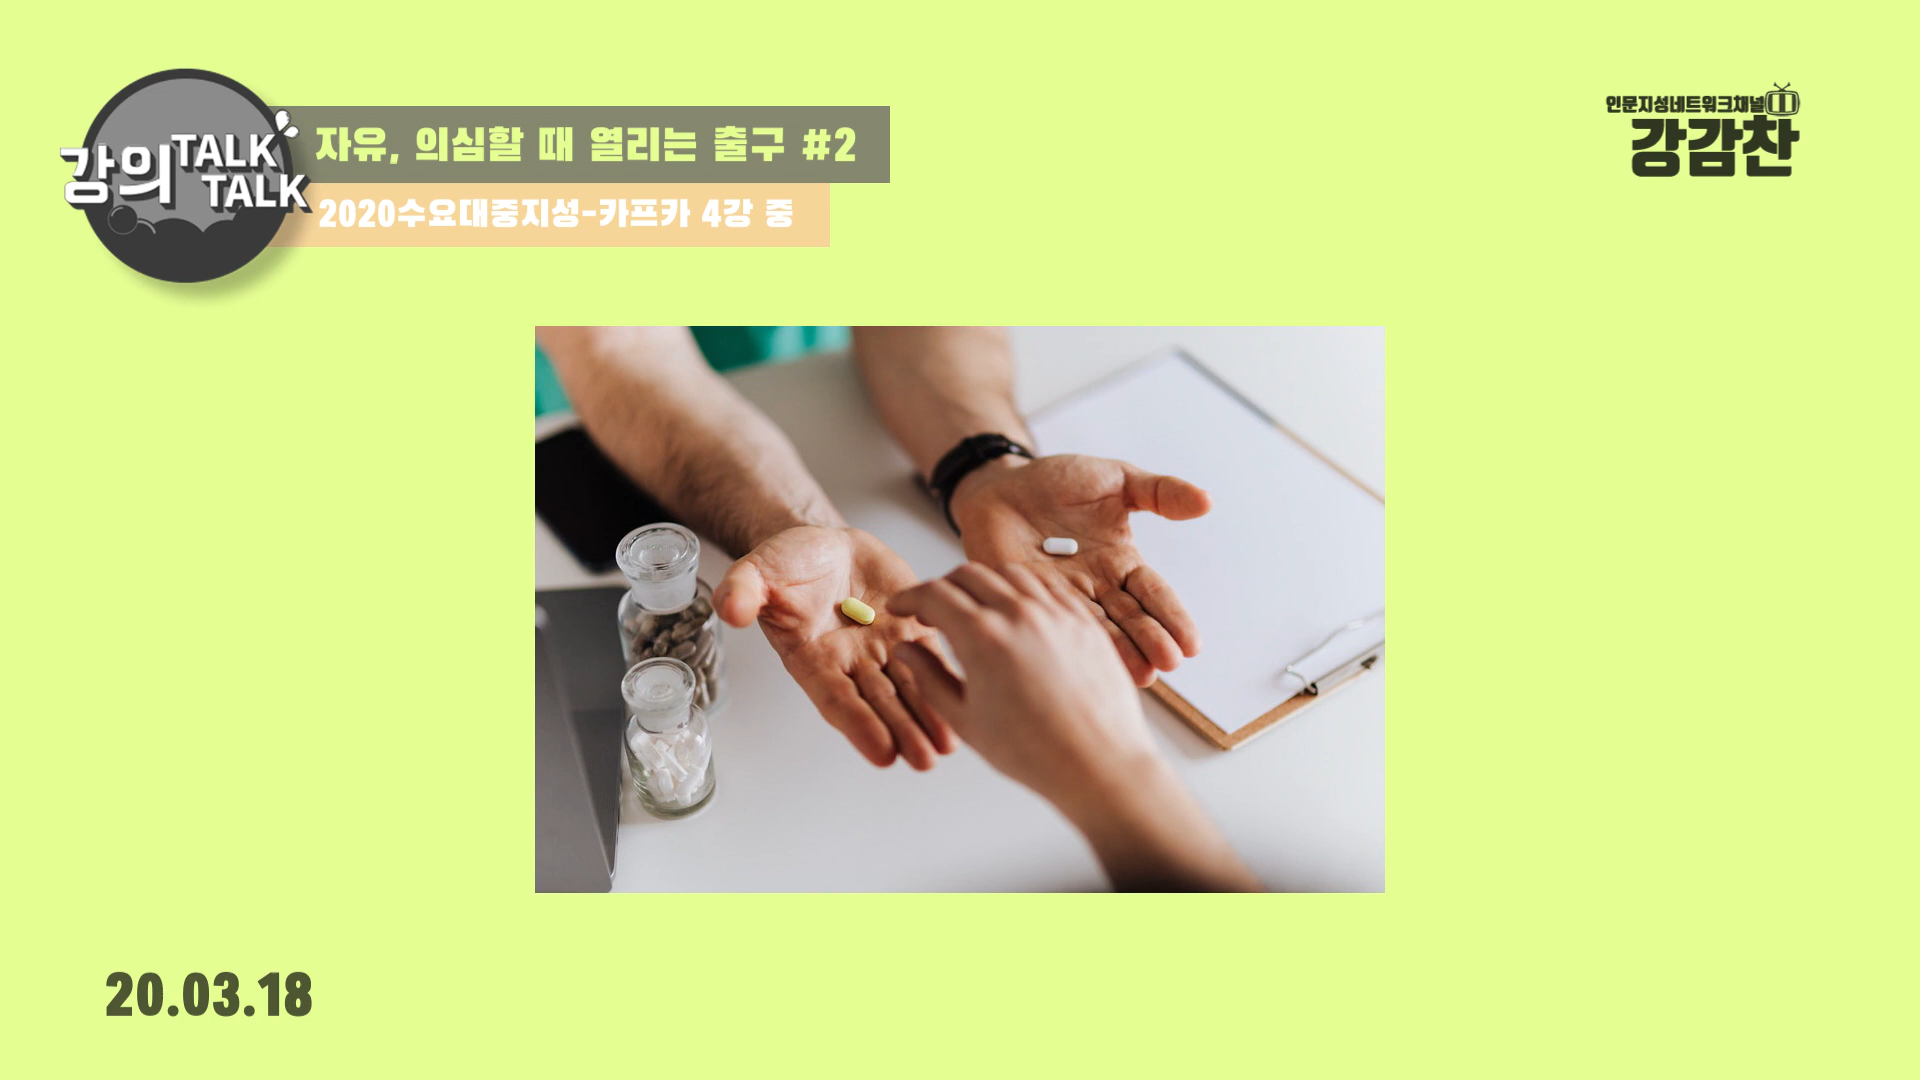 강의 TALK TALK
자유, 의심할 때 열리는 출구 #2
2020수요대중지성-카프카 4강 중
인문지성네트워크채널
강감찬
20.03.18